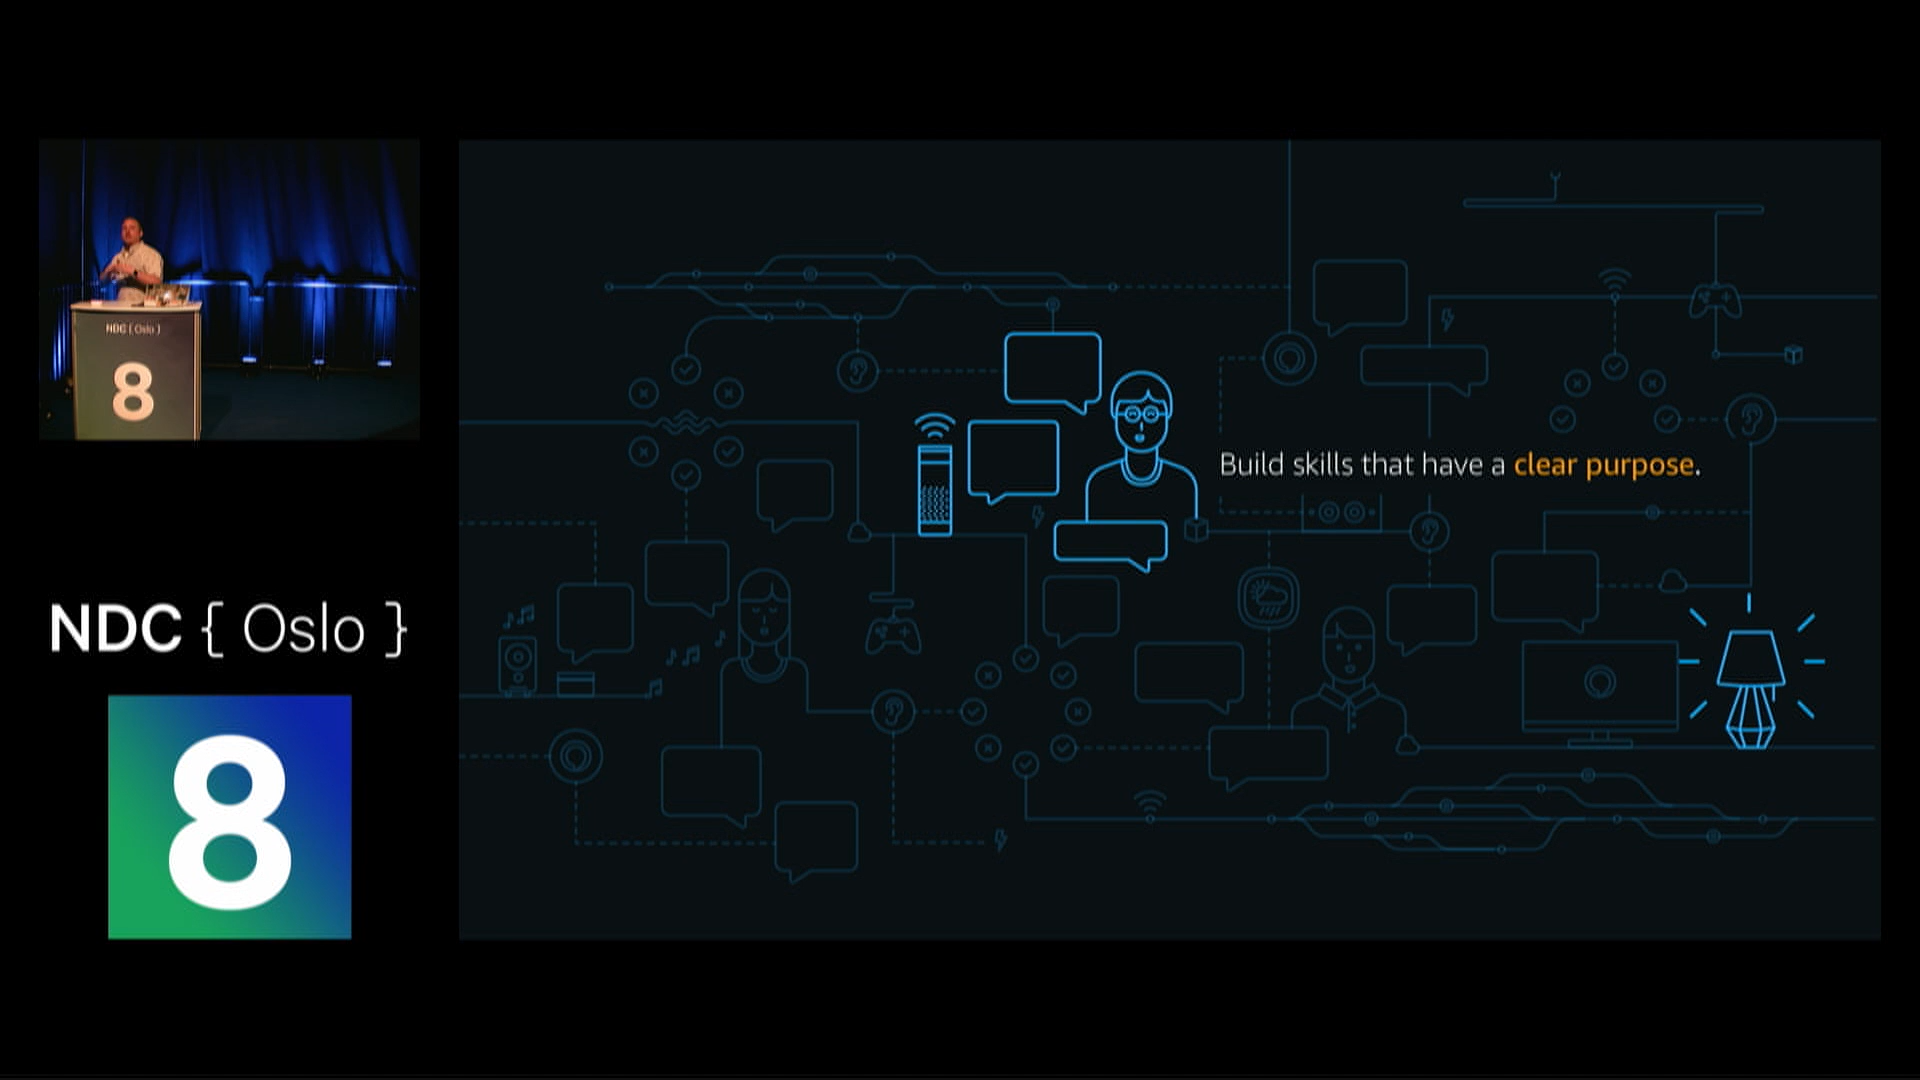 NDC { Oslo }
8
NDC { Oslo }
8
Build skills that have a clear purpose.